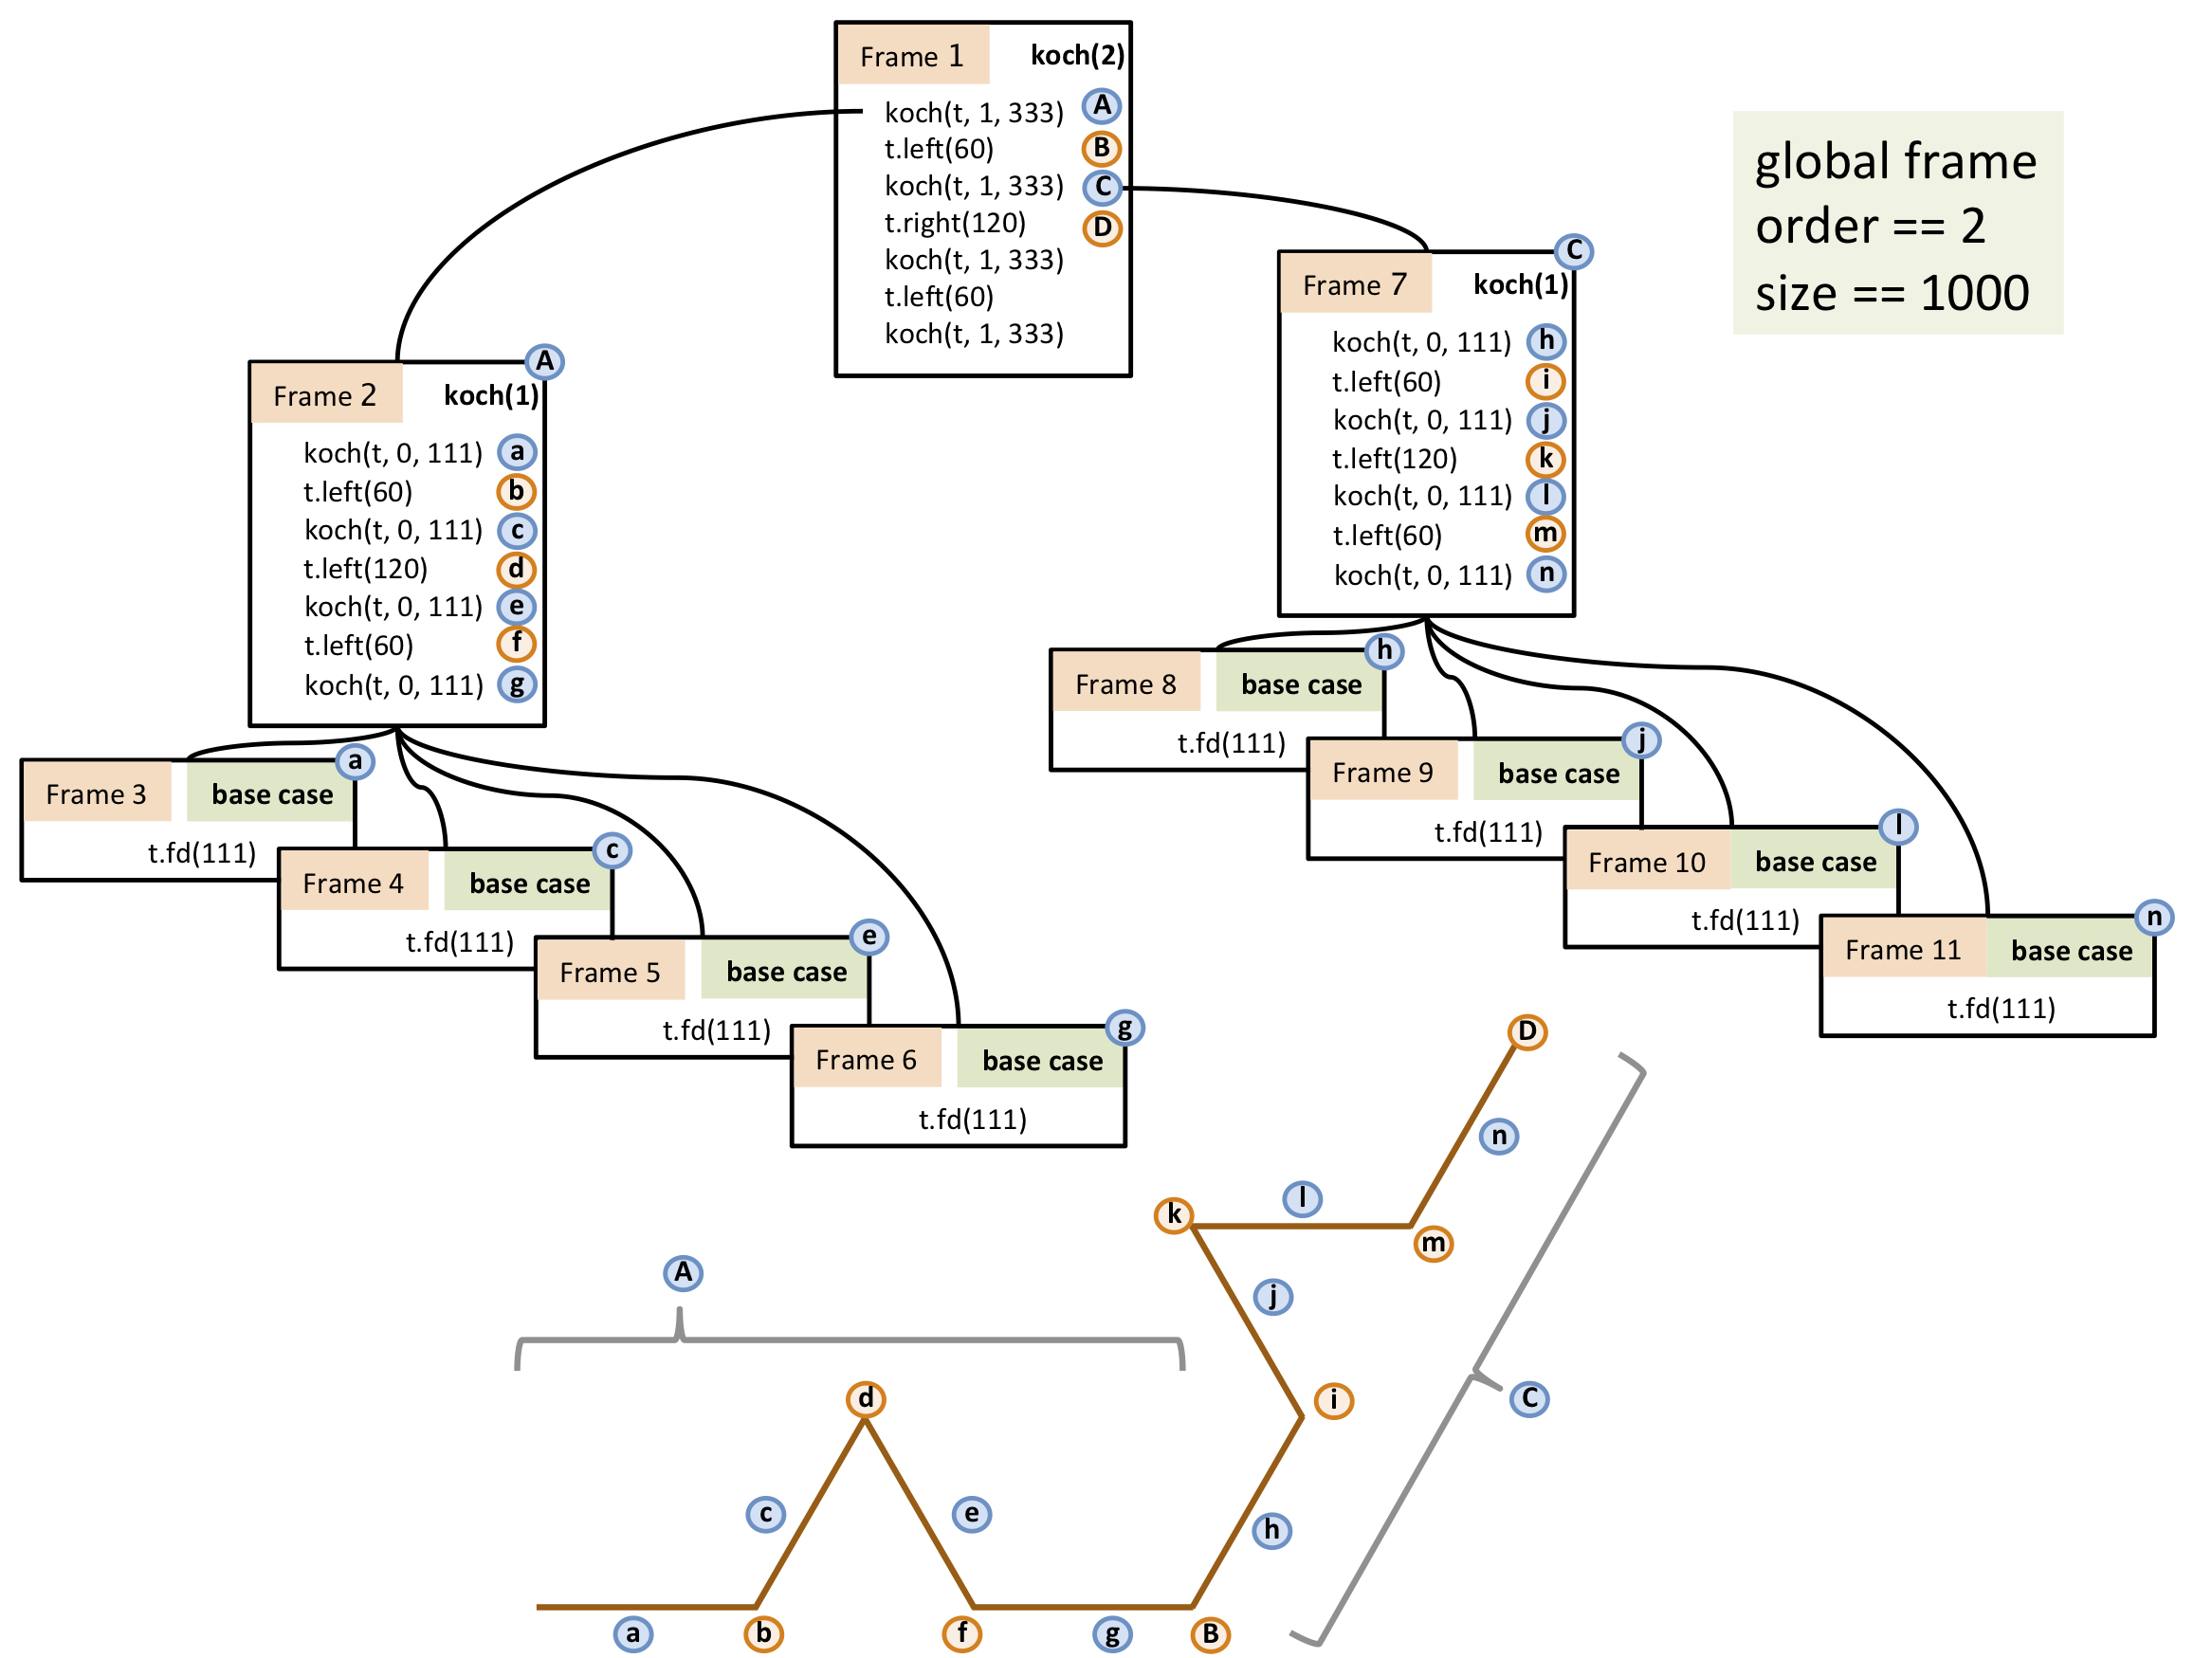 Frame 1
koch(2)
koch(t, 1, 333) A
t.left(60) B
koch(t, 1, 333) C
t.right(120) D
koch(t, 1, 333)
t.left(60)
koch(t, 1, 333)
global frame
order == 2
size == 1000
A
Frame 2
koch(1)
koch(t, 0, 111) a
t.left(60) b
koch(t, 0, 111) c
t.left(120) d
koch(t, 0, 111) e
t.left(60) f
koch(t, 0, 111) g
C
Frame 7
koch(1)
koch(t, 0, 111) h
t.left(60) i
koch(t, 0, 111) j
t.left(120) k
koch(t, 0, 111) l
t.left(60) m
koch(t, 0, 111) n
a
Frame 3
base case
t.fd(111)
c
Frame 4
base case
t.fd(111)
e
Frame 5
base case
t.fd(111)
g
Frame 6
base case
t.fd(111)
h
Frame 8
base case
t.fd(111)
j
Frame 9
base case
t.fd(111)
l
Frame 10
base case
t.fd(111)
n
Frame 11
base case
t.fd(111)
D
n
l
k
m
A
j
d
i
C
c
e
h
a
b
f
g
B